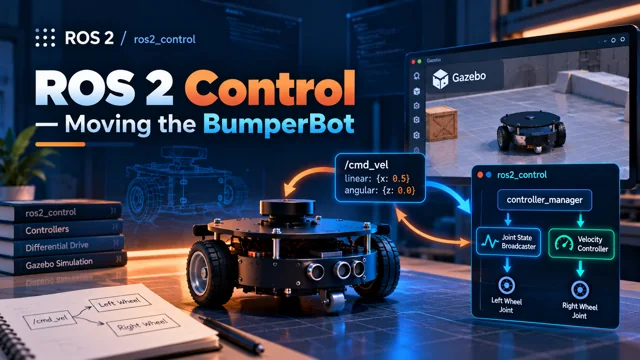 ROS 2 / ros2_control
ROS 2 Control
— Moving the BumperBot
Gazebo
/cmd_vel
linear: {x: 0.5}
angular: {z: 0.0}
ros2_control
controller_manager
Joint State
Broadcaster
Velocity
Controller
Left Wheel
Joint
Right Wheel
Joint
ros2_control
Controllers
Differential Drive
Gazebo Simulation
/cmd_vel
Left Wheel
Right Wheel